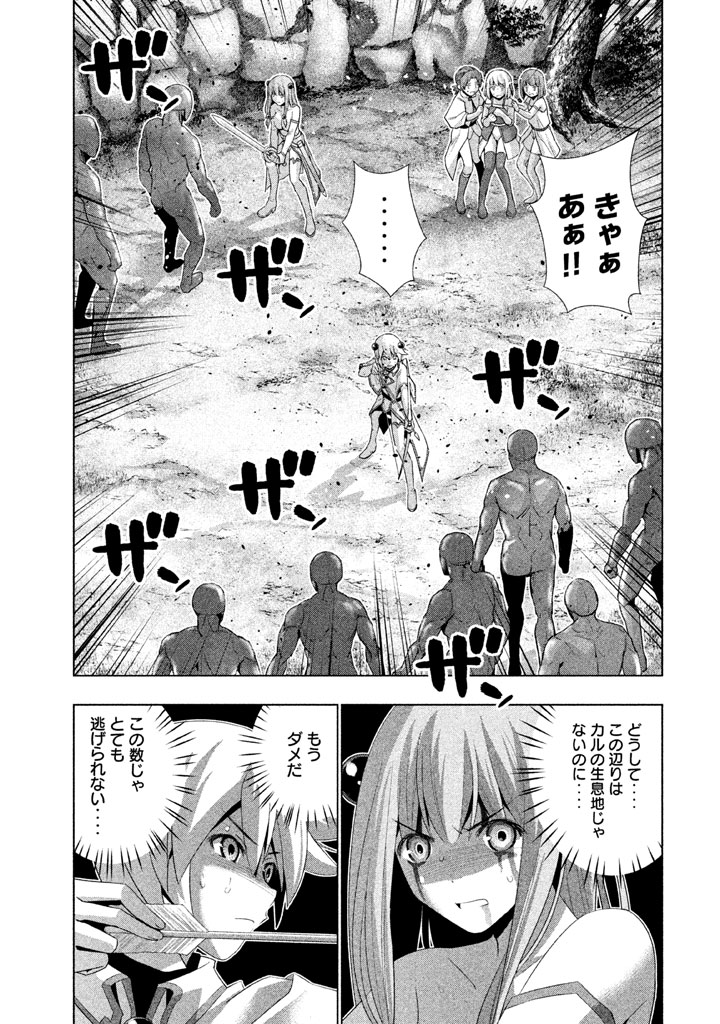 きゃあ
あぁ!!
・・・・・
ザッ
ザッ
ザッ
ザッ
ザッ
ザッ
どうして・・・・
この辺りは
カルの生息地じゃ
ないのに・・・・
もう
ダメだ
この数じゃ
とても
逃げられない・・・・